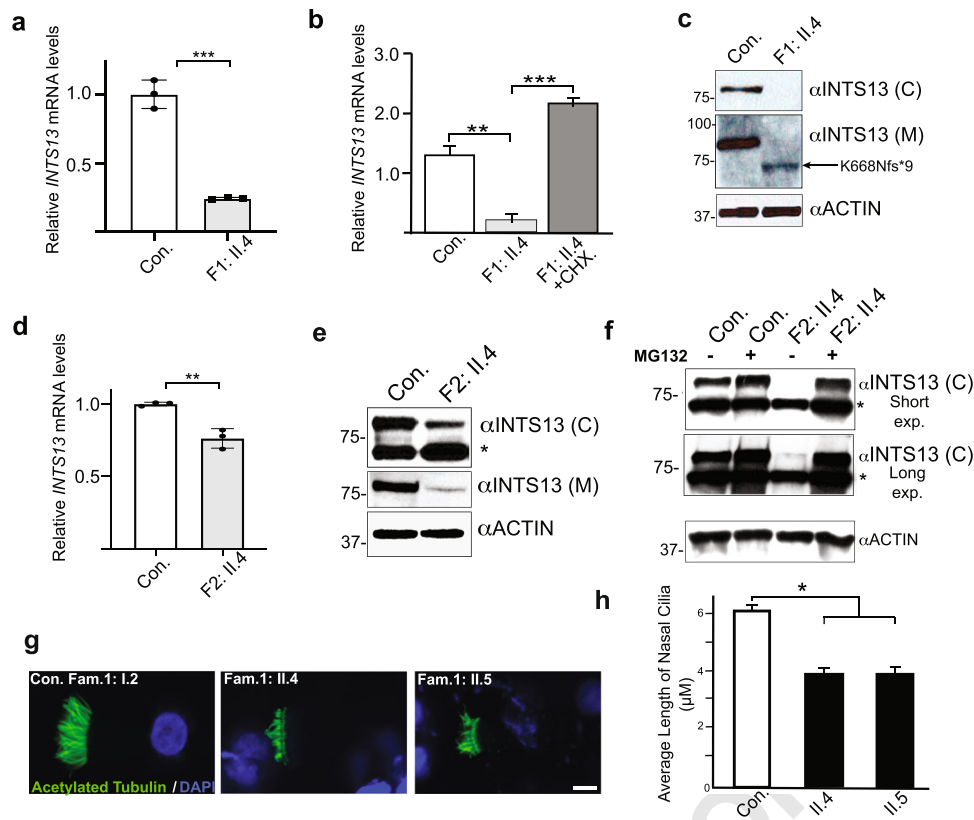 a
Relative INTS13 mRNA levels
1.0
0.5
***
Con.
F1: II.4
b
Relative INTS13 mRNA levels
3.0
2.0
1.0
**
***
Con.
F1: II.4
F1: II.4
+CHX.
c
Con.
F1: II.4
75-
αINTS13 (C)
100-
75-
αINTS13 (M)
K668Nfs*9
37-
αACTIN
d
Relative INTS13 mRNA levels
1.0
0.5
**
Con.
F2: II.4
e
Con.
F2: II.4
75-
αINTS13 (C)
*
75-
αINTS13 (M)
37-
αACTIN
f
Con.
Con.
F2: II.4
F2: II.4
MG132 - + - +
75-
αINTS13 (C)
* Short
exp.
75-
αINTS13 (C)
* Long
exp.
37-
αACTIN
g
Con. Fam.1: I.2
Fam.1: II.4
Fam.1: II.5
Acetylated Tubulin / DAPI
h
Average Length of Nasal Cilia
(μM)
6
4
2
0
*
Con.
II.4
II.5